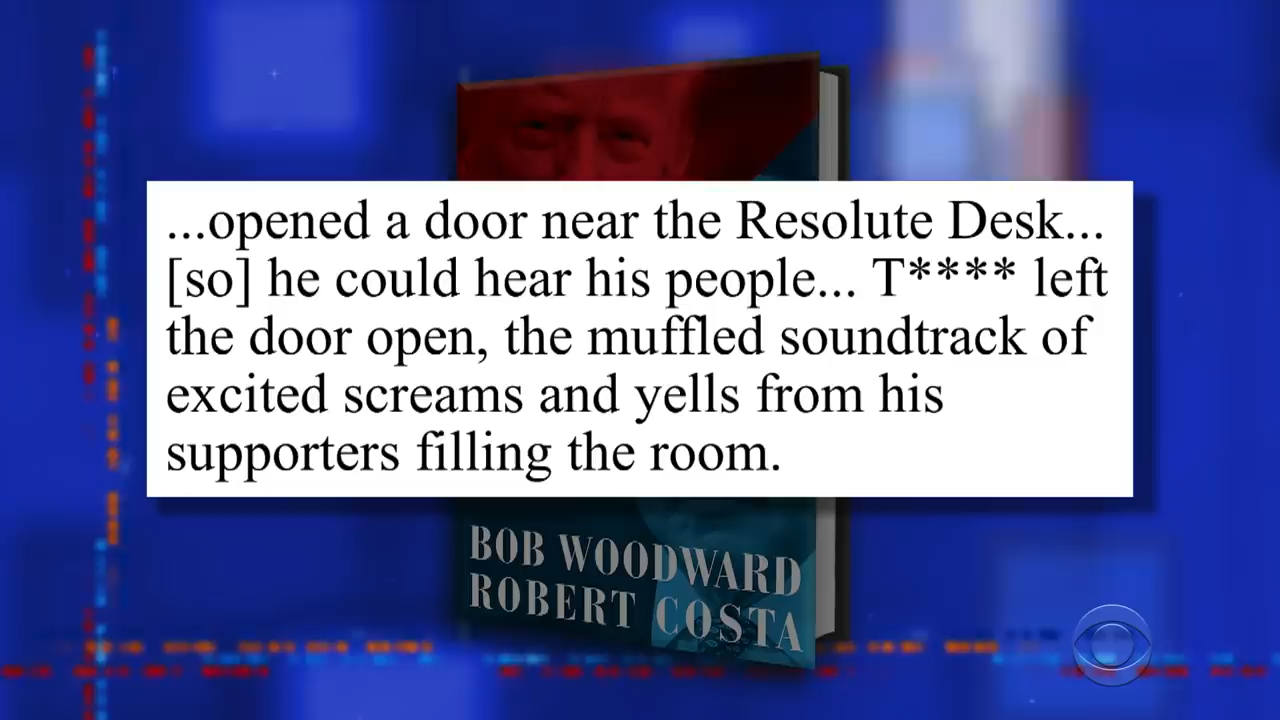 ...opened a door near the Resolute Desk...
[so] he could hear his people... T**** left
the door open, the muffled soundtrack of
excited screams and yells from his
supporters filling the room.
BOB WOODWARD
ROBERT COSTA